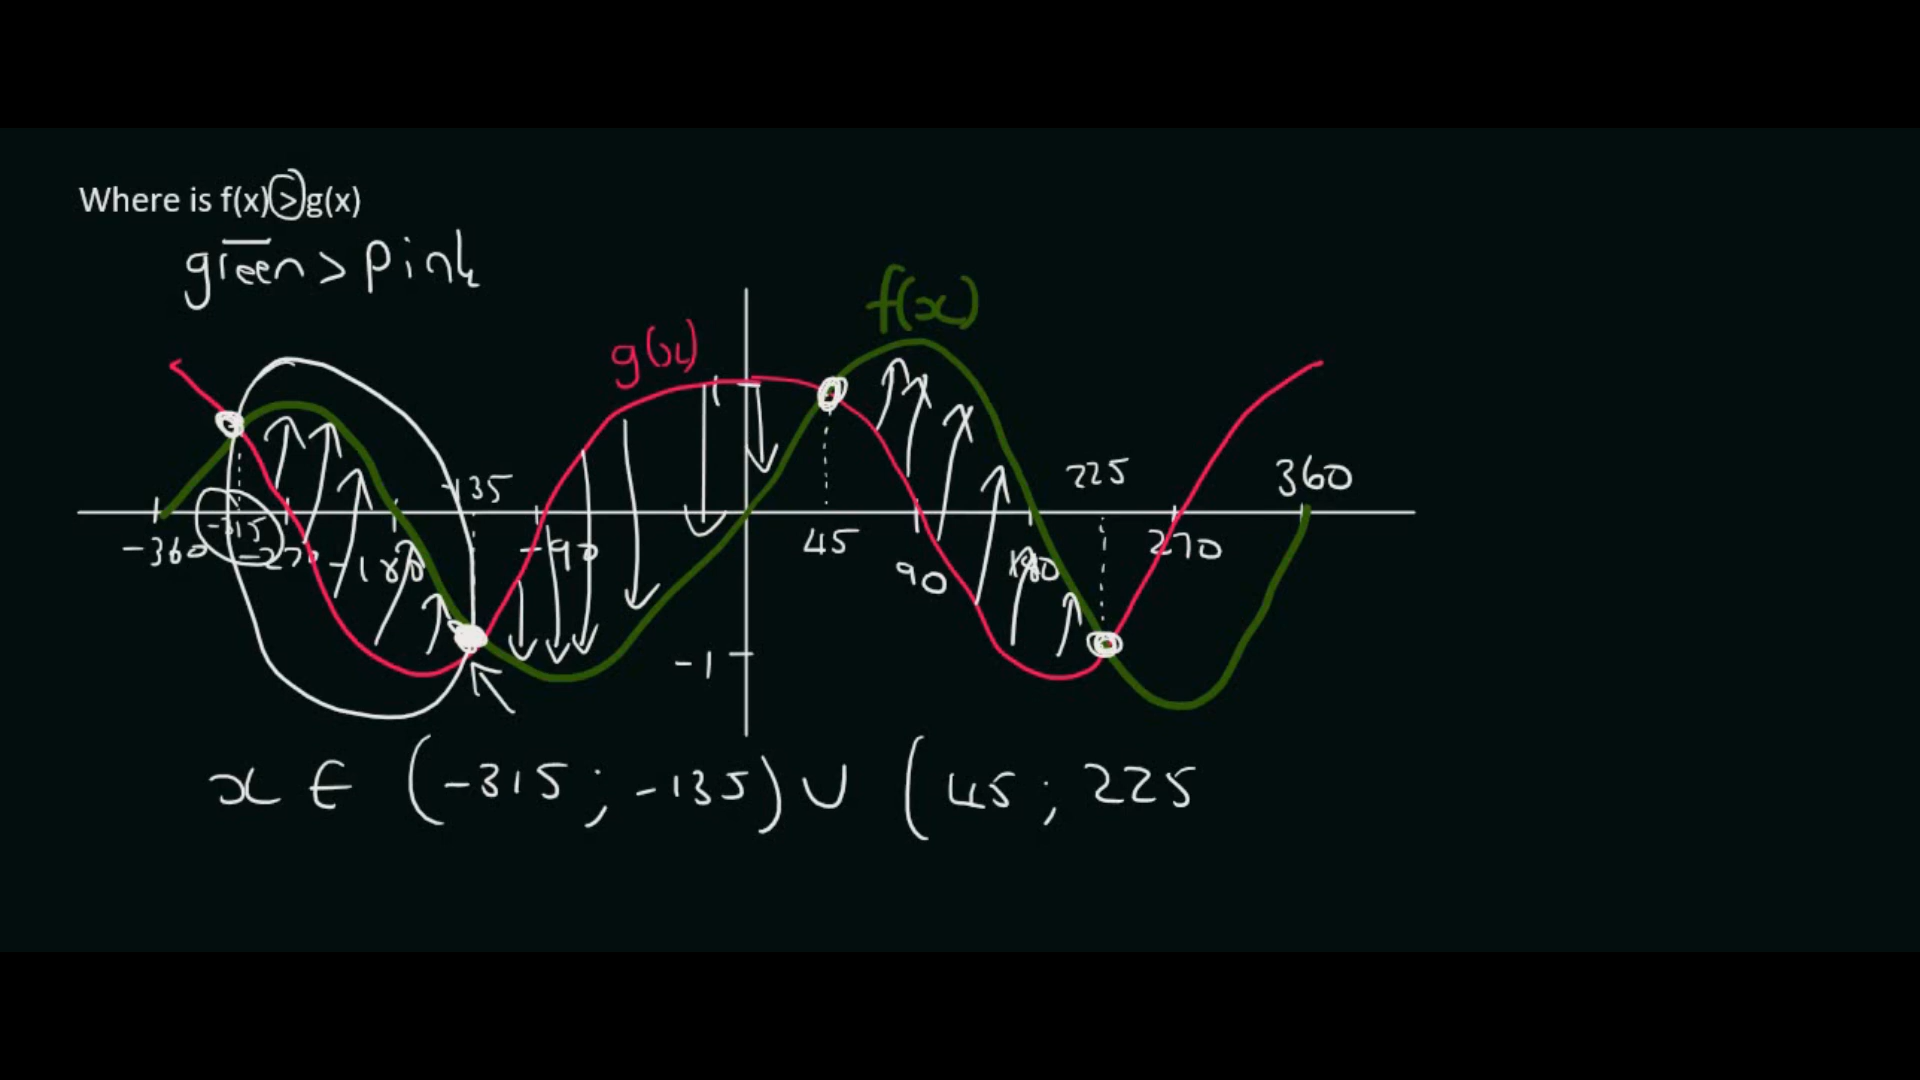 Where is f(x)>g(x)
green > pink
f(x)
g(x)
1
-135
225
360
-360
-315
-270
-180
-90
45
90
180
270
-1
x ∈ (-315 ; -135) ∪ (45 ; 225